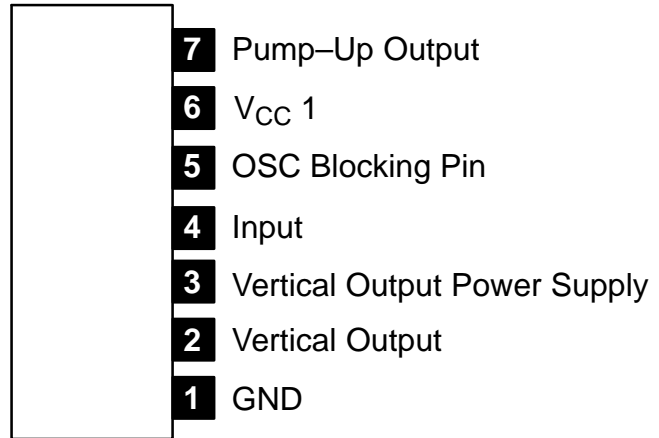 7 Pump–Up Output
6 VCC 1
5 OSC Blocking Pin
4 Input
3 Vertical Output Power Supply
2 Vertical Output
1 GND